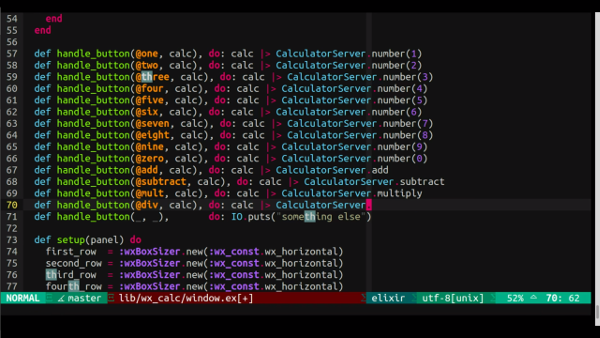 54 end
55 end
56
57 def handle_button(@one, calc), do: calc |> CalculatorServer.number(1)
58 def handle_button(@two, calc), do: calc |> CalculatorServer.number(2)
59 def handle_button(@three, calc), do: calc |> CalculatorServer.number(3)
60 def handle_button(@four, calc), do: calc |> CalculatorServer.number(4)
61 def handle_button(@five, calc), do: calc |> CalculatorServer.number(5)
62 def handle_button(@six, calc), do: calc |> CalculatorServer.number(6)
63 def handle_button(@seven, calc), do: calc |> CalculatorServer.number(7)
64 def handle_button(@eight, calc), do: calc |> CalculatorServer.number(8)
65 def handle_button(@nine, calc), do: calc |> CalculatorServer.number(9)
66 def handle_button(@zero, calc), do: calc |> CalculatorServer.number(0)
67 def handle_button(@add, calc), do: calc |> CalculatorServer.add
68 def handle_button(@subtract, calc), do: calc |> CalculatorServer.subtract
69 def handle_button(@mult, calc), do: calc |> CalculatorServer.multiply
70 def handle_button(@div, calc), do: calc |> CalculatorServer.
71 def handle_button(_, _), do: IO.puts("something else")
72
73 def setup(panel) do
74 first_row = :wxBoxSizer.new(:wx_const.wx_horizontal)
75 second_row = :wxBoxSizer.new(:wx_const.wx_horizontal)
76 third_row = :wxBoxSizer.new(:wx_const.wx_horizontal)
77 fourth_row = :wxBoxSizer.new(:wx_const.wx_horizontal)
NORMAL master lib/wx_calc/window.ex[+] elixir utf-8[unix] 52% 70: 62